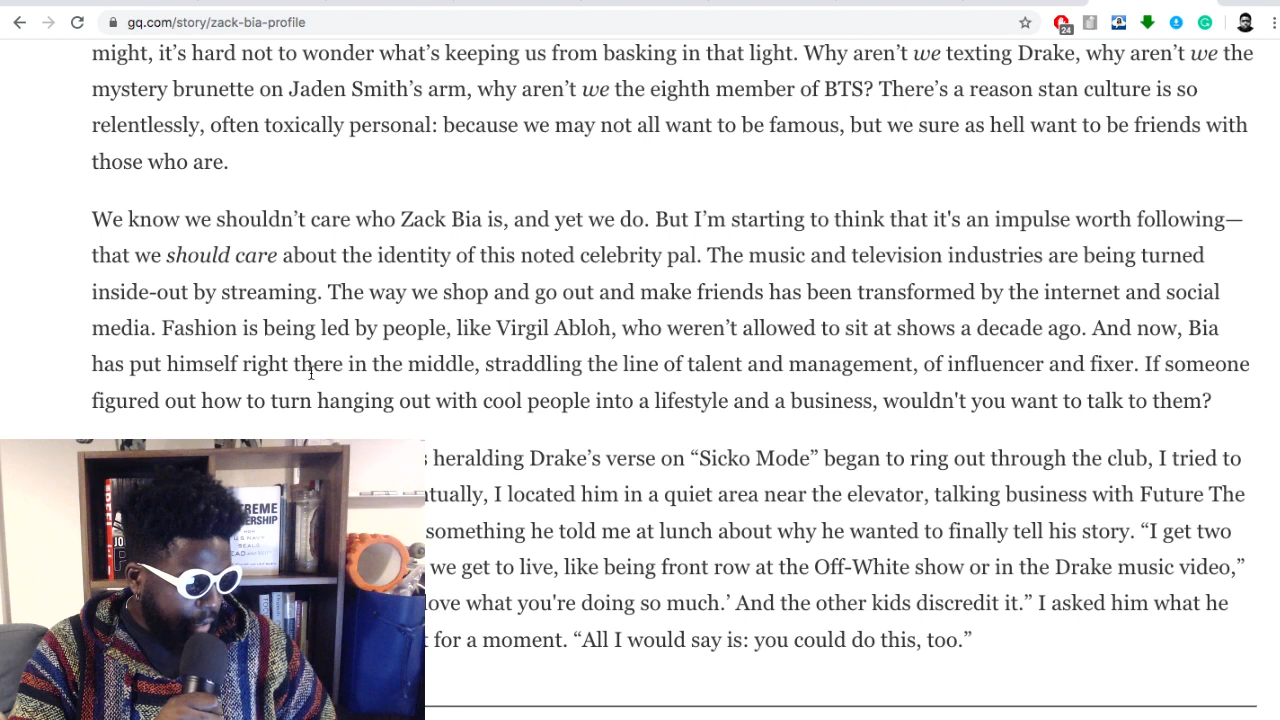 gq.com/story/zack-bia-profile
24
might, it’s hard not to wonder what’s keeping us from basking in that light. Why aren’t we texting Drake, why aren’t we the
mystery brunette on Jaden Smith’s arm, why aren’t we the eighth member of BTS? There’s a reason stan culture is so
relentlessly, often toxically personal: because we may not all want to be famous, but we sure as hell want to be friends with
those who are.
We know we shouldn’t care who Zack Bia is, and yet we do. But I’m starting to think that it's an impulse worth following—
that we should care about the identity of this noted celebrity pal. The music and television industries are being turned
inside-out by streaming. The way we shop and go out and make friends has been transformed by the internet and social
media. Fashion is being led by people, like Virgil Abloh, who weren’t allowed to sit at shows a decade ago. And now, Bia
has put himself right there in the middle, straddling the line of talent and management, of influencer and fixer. If someone
figured out how to turn hanging out with cool people into a lifestyle and a business, wouldn't you want to talk to them?
heralding Drake’s verse on “Sicko Mode” began to ring out through the club, I tried to
I located him in a quiet area near the elevator, talking business with Future The
something he told me at lunch about why he wanted to finally tell his story. “I get two
we get to live, like being front row at the Off-White show or in the Drake music video,”
love what you're doing so much.’ And the other kids discredit it.” I asked him what he
for a moment. “All I would say is: you could do this, too.”